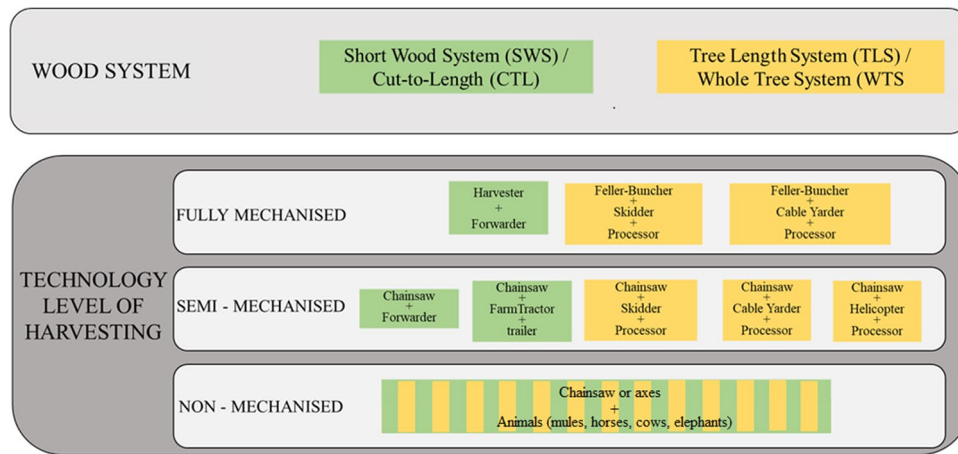 WOOD SYSTEM
Short Wood System (SWS) /
Cut-to-Length (CTL)
Tree Length System (TLS) /
Whole Tree System (WTS
TECHNOLOGY
LEVEL OF
HARVESTING
FULLY MECHANISED
Harvester
+
Forwarder
Feller-Buncher
+
Skidder
+
Processor
Feller-Buncher
+
Cable Yarder
+
Processor
SEMI - MECHANISED
Chainsaw
+
Forwarder
Chainsaw
+
FarmTractor
+
trailer
Chainsaw
+
Skidder
+
Processor
Chainsaw
+
Cable Yarder
+
Processor
Chainsaw
+
Helicopter
+
Processor
NON - MECHANISED
Chainsaw or axes
+
Animals (mules, horses, cows, elephants)